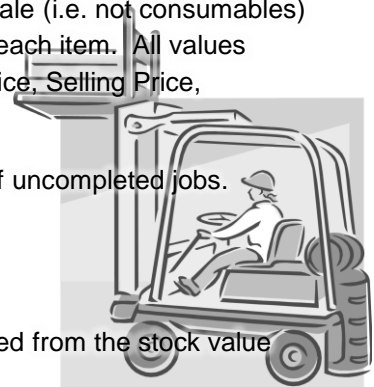 ale (i.e. not consumables)
each item.  All values
ice, Selling Price,
f uncompleted jobs.
ed from the stock value